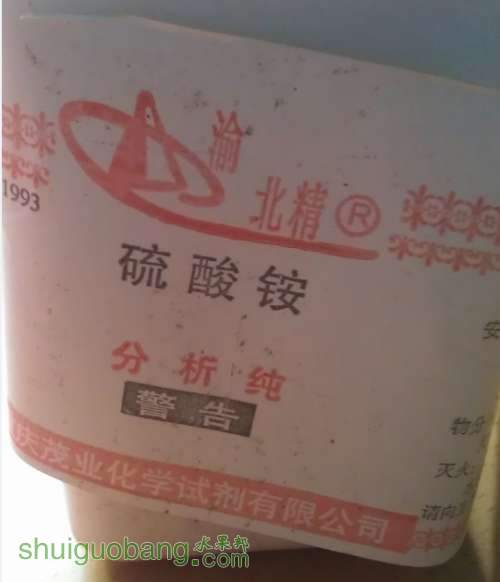 渝
北精®
1993
硫酸铵
分析纯
警告
安
物分
灭火
请向
庆茂业化学试剂有限公司
水果邦
shuiguobang.com